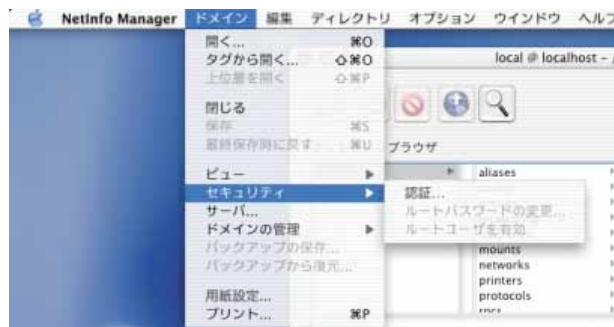 NetInfo Manager ドメイン 編集 ディレクトリ オプション ウインドウ ヘルプ
開く... ⌘O
タグから開く... ⇧⌘O
上位層を開く ⇧⌘P
閉じる
保存 ⌘S
最終保存時に戻す ⌘U
ビュー ▶
セキュリティ ▶
サーバ...
ドメインの管理 ▶
バックアップの保存...
バックアップから復元...
用紙設定...
プリント... ⌘P
local @ localhost - /
ブラウザ
aliases
認証...
ルートパスワードの変更...
ルートユーザを有効
mounts
networks
printers
protocols